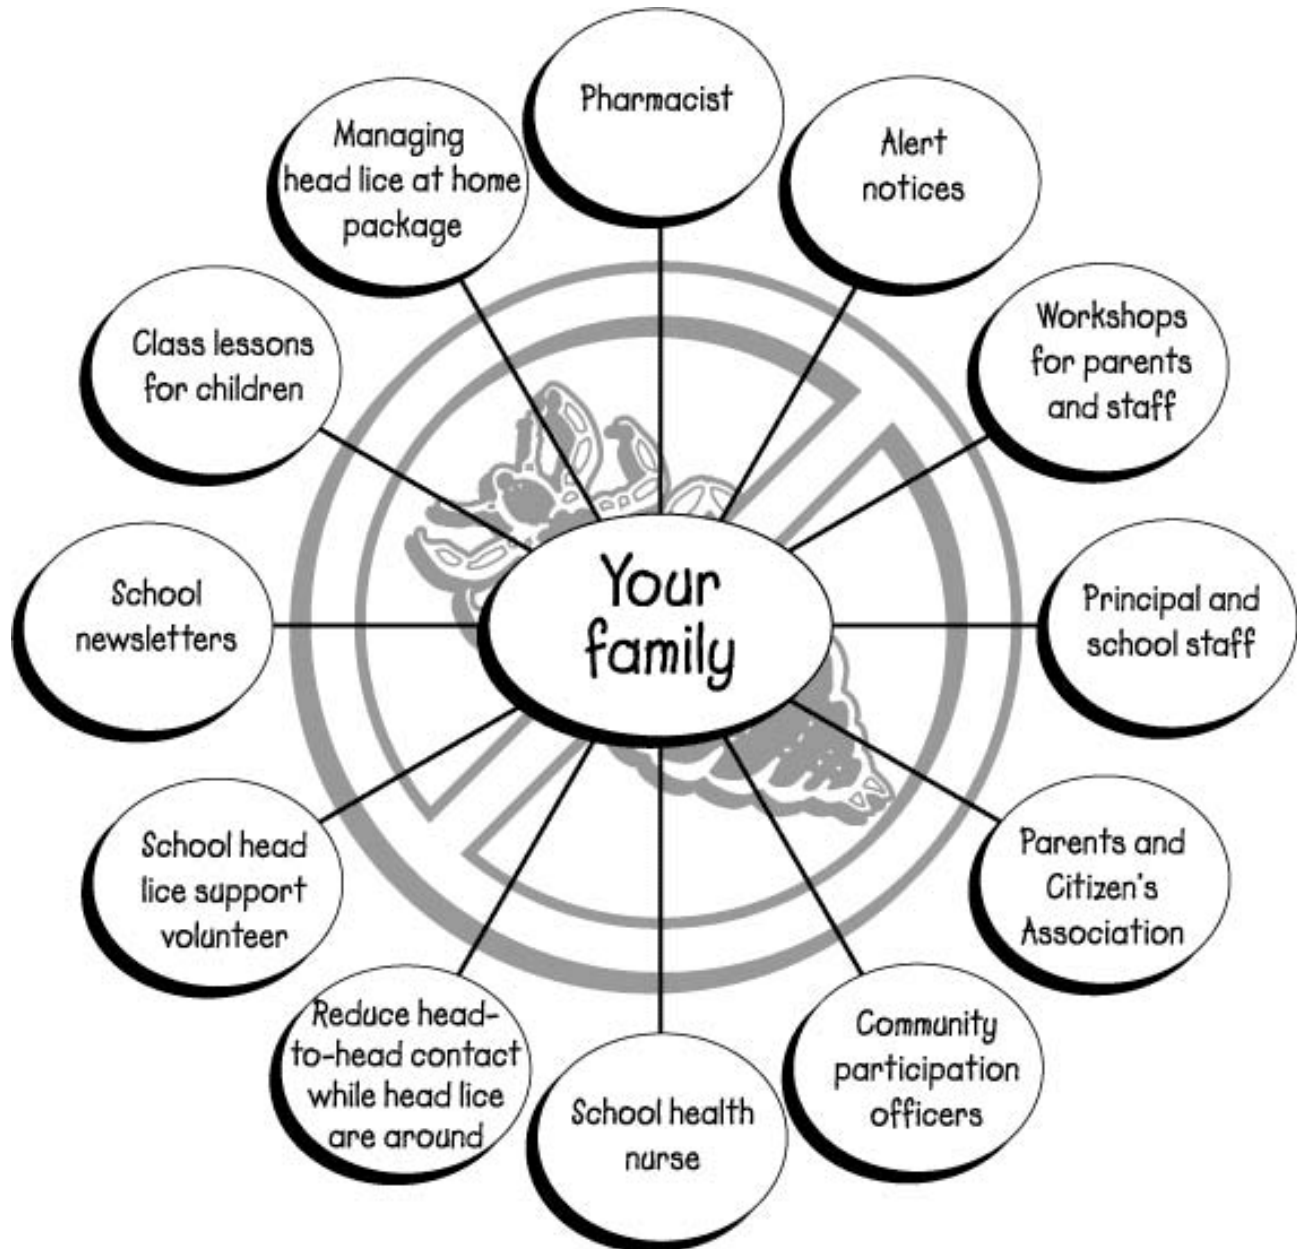 Pharmacist
Alert
notices
Workshops
for parents
and staff
Principal and
school staff
Parents and
Citizen's
Association
Community
participation
officers
School health
nurse
Reduce head-
to-head contact
while head lice
are around
School head
lice support
volunteer
School
newsletters
Class lessons
for children
Managing
head lice at home
package
Your
family